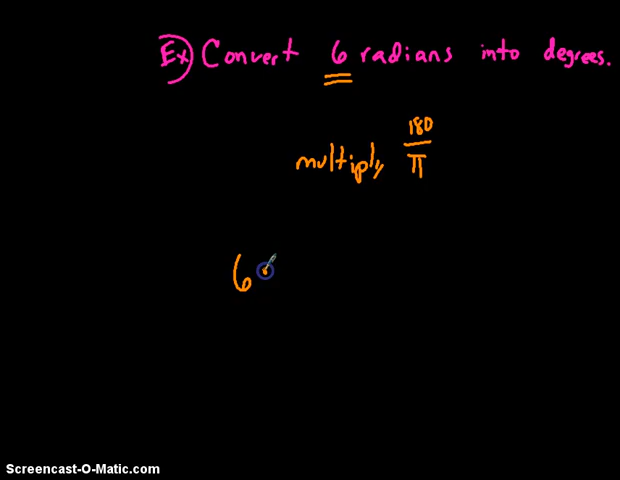 Ex) Convert 6 radians into degrees.
multiply 180/π
6 ·
Screencast-O-Matic.com